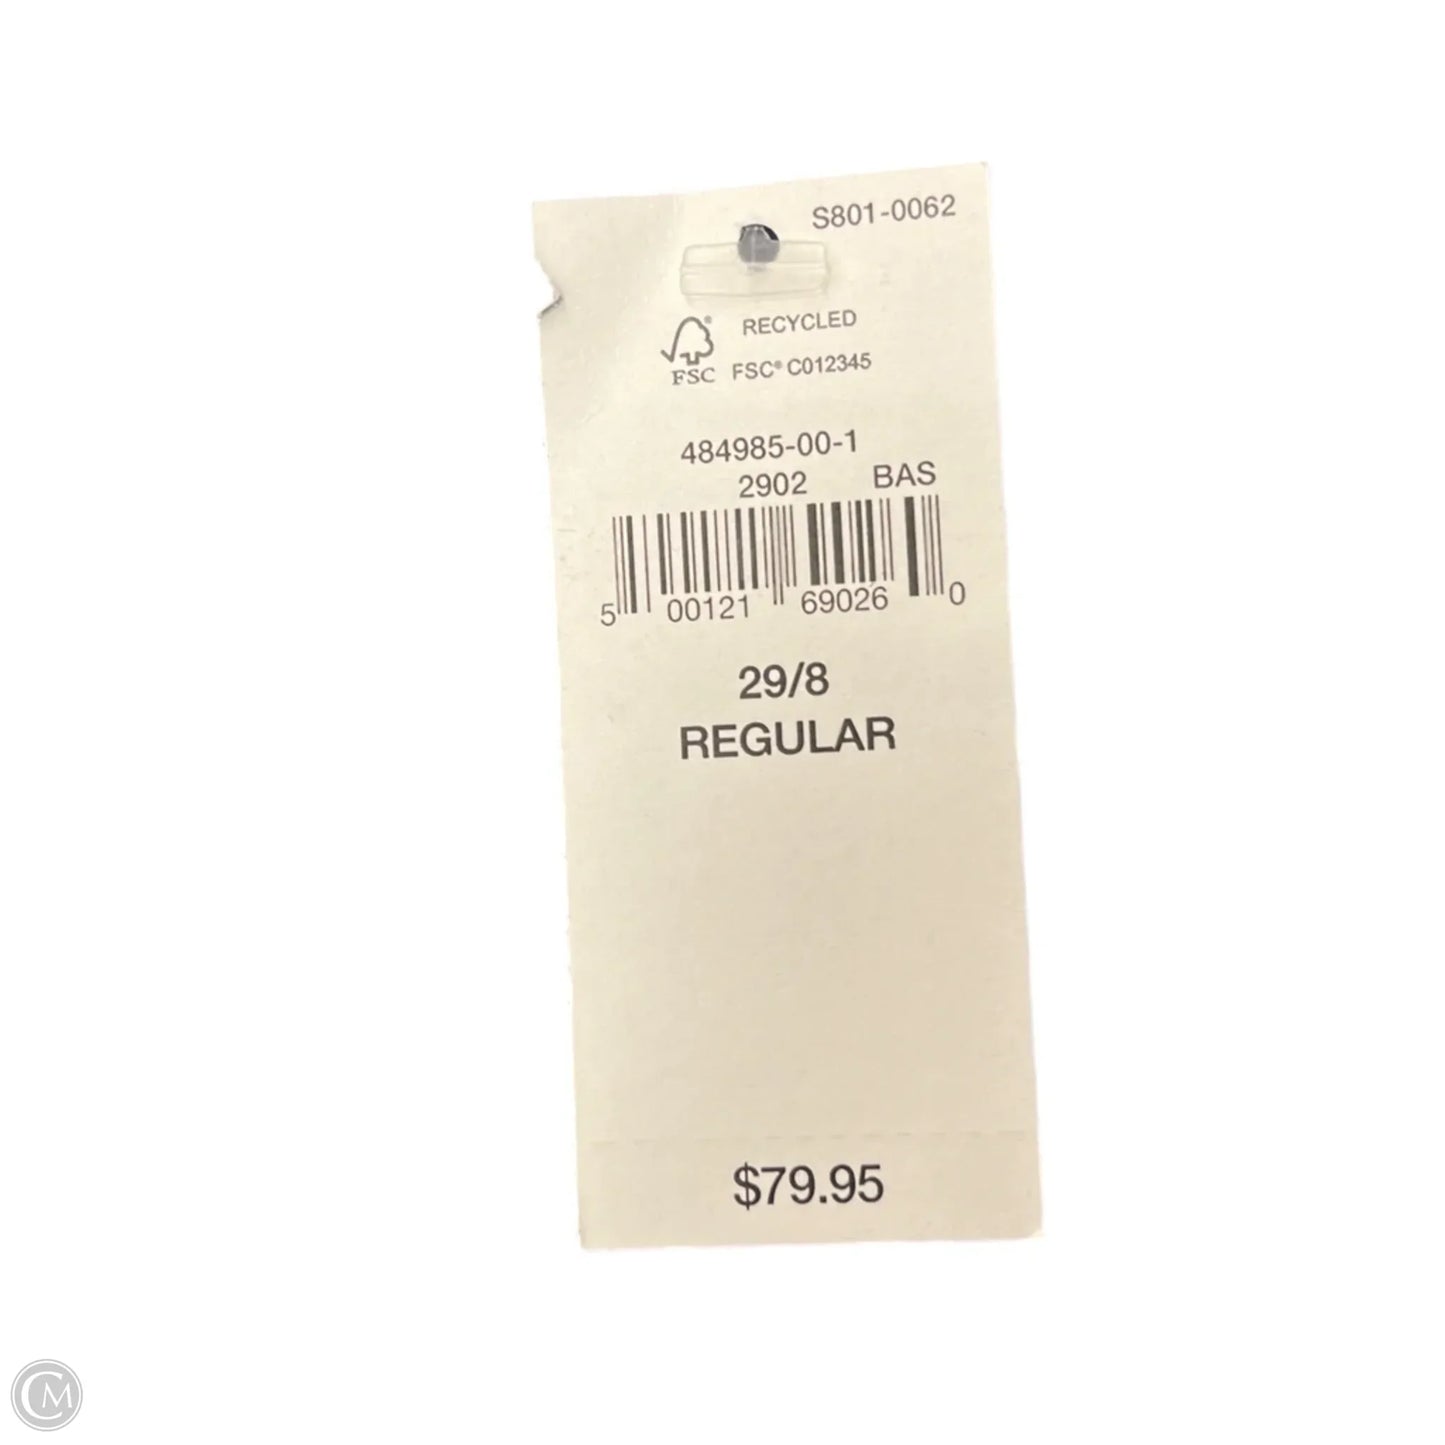 S801-0062
RECYCLED
FSC® C012345
FSC
484985-00-1
2902 BAS
5 00121 69026 0
29/8
REGULAR
$79.95
CM